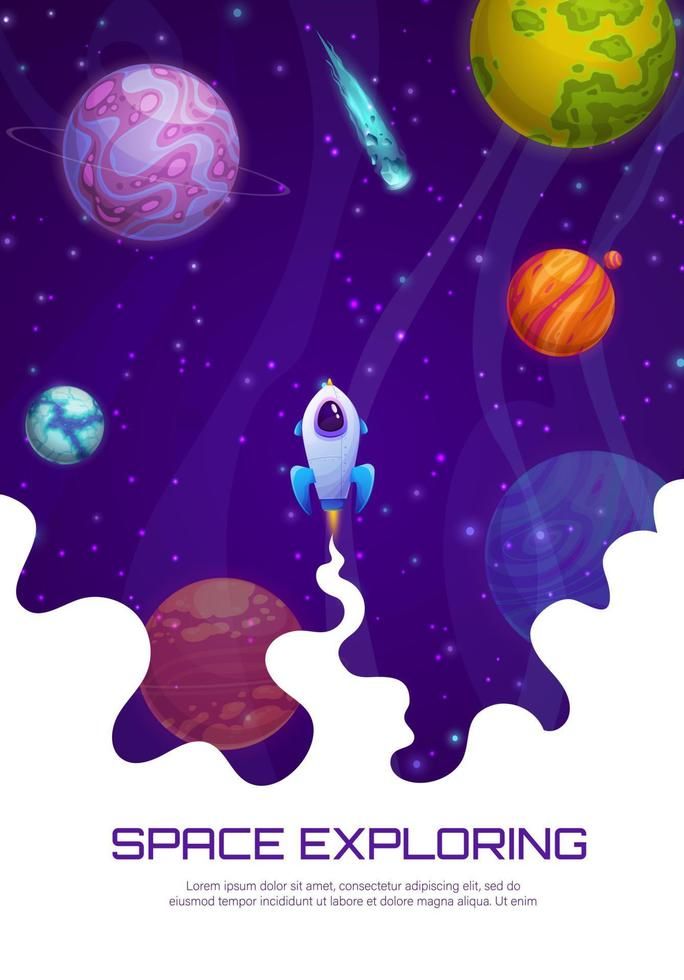 SPACE EXPLORING
Lorem ipsum dolor sit amet, consectetur adipiscing elit, sed do
eiusmod tempor incididunt ut labore et dolore magna aliqua. Ut enim